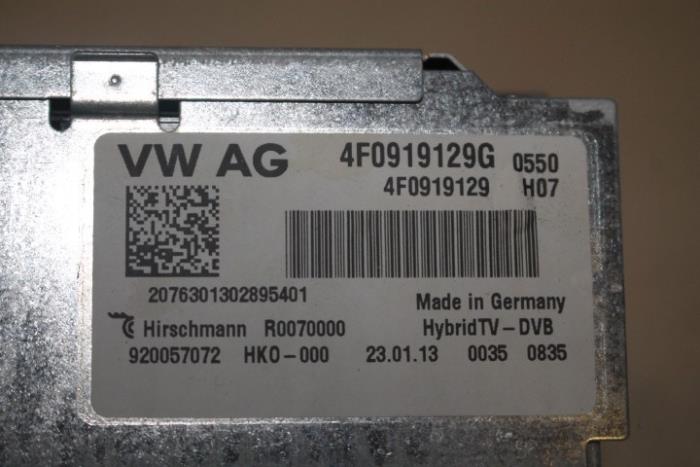 VW AG 4F0919129G 0550
4F0919129 H07
2076301302895401
Made in Germany
Hirschmann R0070000 HybridTV-DVB
920057072 HKO-000 23.01.13 0035 0835